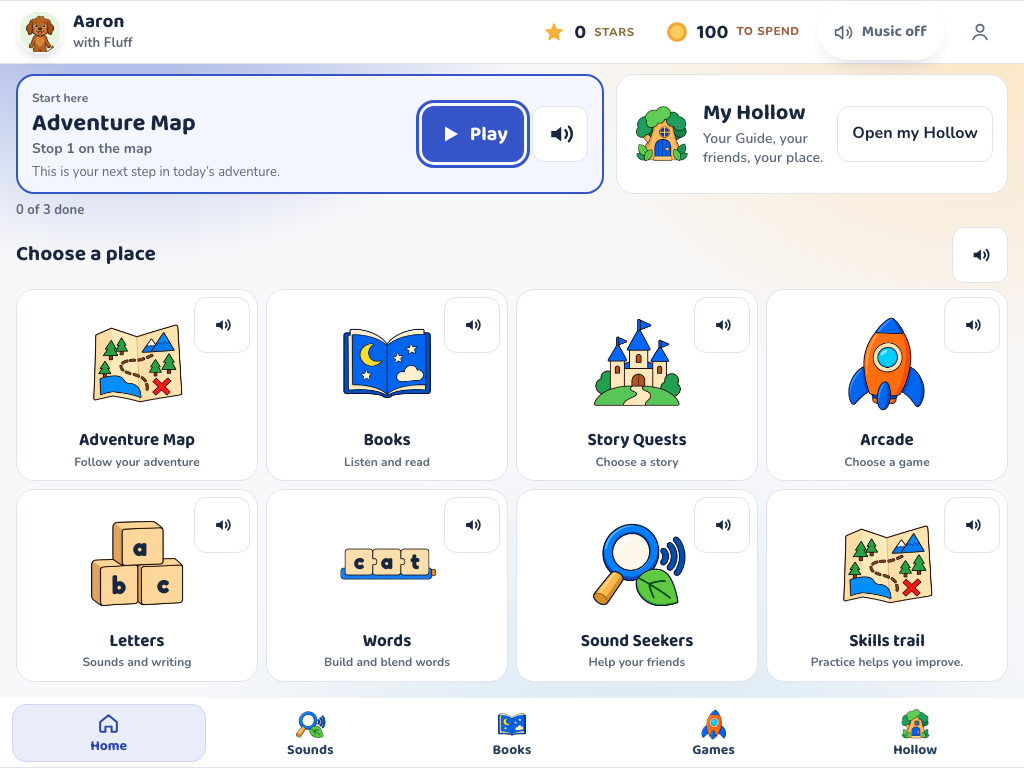 Aaron
with Fluff
0 STARS
100 TO SPEND
Music off
Start here
Adventure Map
Stop 1 on the map
This is your next step in today's adventure.
Play
My Hollow
Your Guide, your
friends, your place.
Open my Hollow
0 of 3 done
Choose a place
Adventure Map
Follow your adventure
Books
Listen and read
Story Quests
Choose a story
Arcade
Choose a game
a
b c
Letters
Sounds and writing
c a t
Words
Build and blend words
Sound Seekers
Help your friends
Skills trail
Practice helps you improve.
Home
Sounds
Books
Games
Hollow